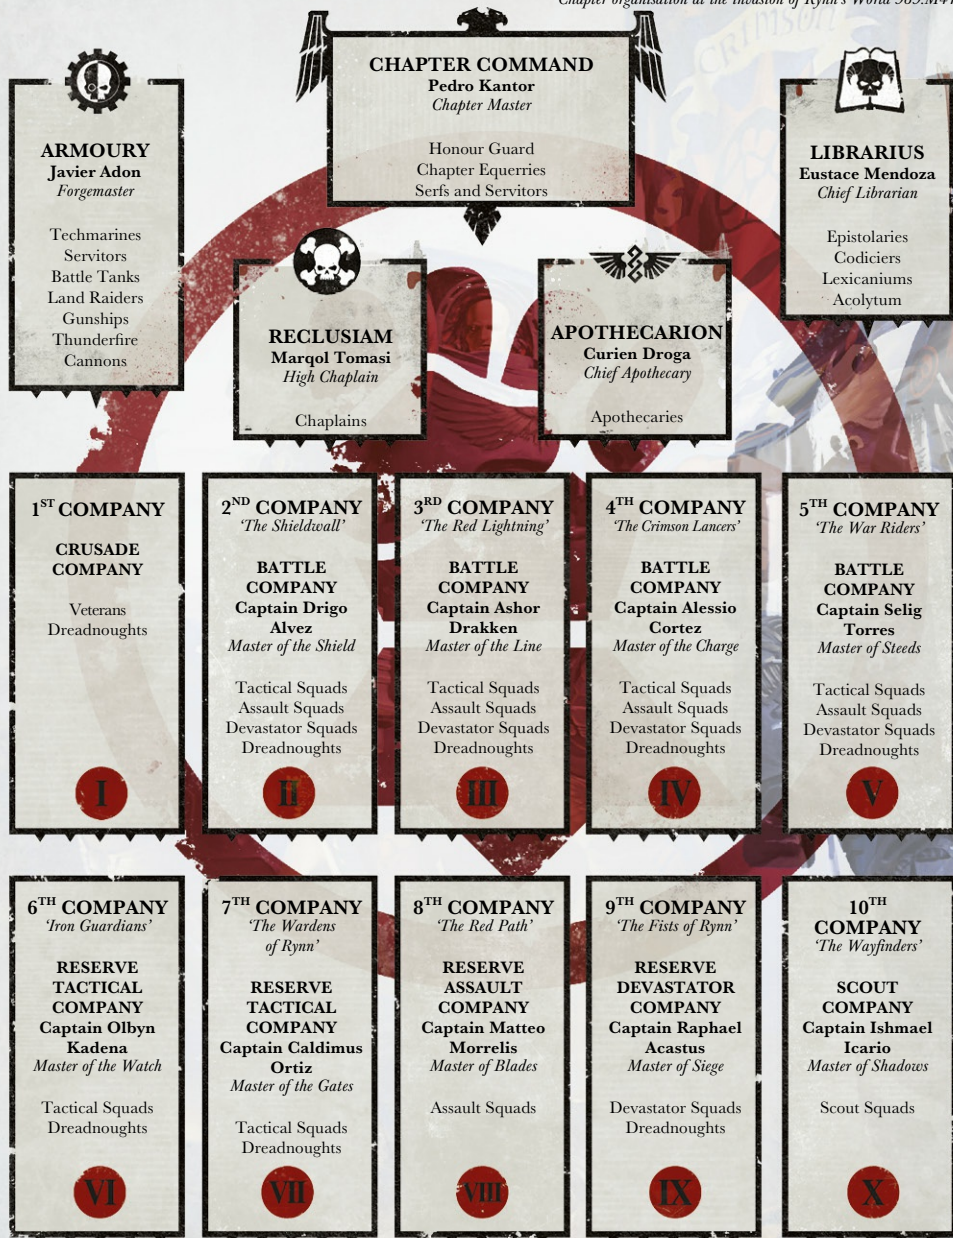 Chapter organisation at the invasion of Rynn's World
CRIMSON
CHAPTER COMMAND
Pedro Kantor
Chapter Master
Honour Guard
Chapter Equerries
Serfs and Servitors
ARMOURY
Javier Adon
Forgemaster
Techmarines
Servitors
Battle Tanks
Land Raiders
Gunships
Thunderfire
Cannons
LIBRARIUS
Eustace Mendoza
Chief Librarian
Epistolaries
Codiciers
Lexicaniums
Acolytum
RECLUSIAM
Marqol Tomasi
High Chaplain
Chaplains
APOTHECARION
Curien Droga
Chief Apothecary
Apothecaries
1ST COMPANY
CRUSADE
COMPANY
Veterans
Dreadnoughts
I
2ND COMPANY
‘The Shieldwall’
BATTLE
COMPANY
Captain Drigo
Alvez
Master of the Shield
Tactical Squads
Assault Squads
Devastator Squads
Dreadnoughts
II
3RD COMPANY
‘The Red Lightning’
BATTLE
COMPANY
Captain Ashor
Drakken
Master of the Line
Tactical Squads
Assault Squads
Devastator Squads
Dreadnoughts
III
4TH COMPANY
‘The Crimson Lancers’
BATTLE
COMPANY
Captain Alessio
Cortez
Master of the Charge
Tactical Squads
Assault Squads
Devastator Squads
Dreadnoughts
IV
5TH COMPANY
‘The War Riders’
BATTLE
COMPANY
Captain Selig
Torres
Master of Steeds
Tactical Squads
Assault Squads
Devastator Squads
Dreadnoughts
V
6TH COMPANY
‘Iron Guardians’
RESERVE
TACTICAL
COMPANY
Captain Olbyn
Kadena
Master of the Watch
Tactical Squads
Dreadnoughts
VI
7TH COMPANY
‘The Wardens
of Rynn’
RESERVE
TACTICAL
COMPANY
Captain Caldimus
Ortiz
Master of the Gates
Tactical Squads
Dreadnoughts
VII
8TH COMPANY
‘The Red Path’
RESERVE
ASSAULT
COMPANY
Captain Matteo
Morrelis
Master of Blades
Assault Squads
VIII
9TH COMPANY
‘The Fists of Rynn’
RESERVE
DEVASTATOR
COMPANY
Captain Raphael
Acastus
Master of Siege
Devastator Squads
Dreadnoughts
IX
10TH
COMPANY
‘The Wayfinders’
SCOUT
COMPANY
Captain Ishmael
Icario
Master of Shadows
Scout Squads
X